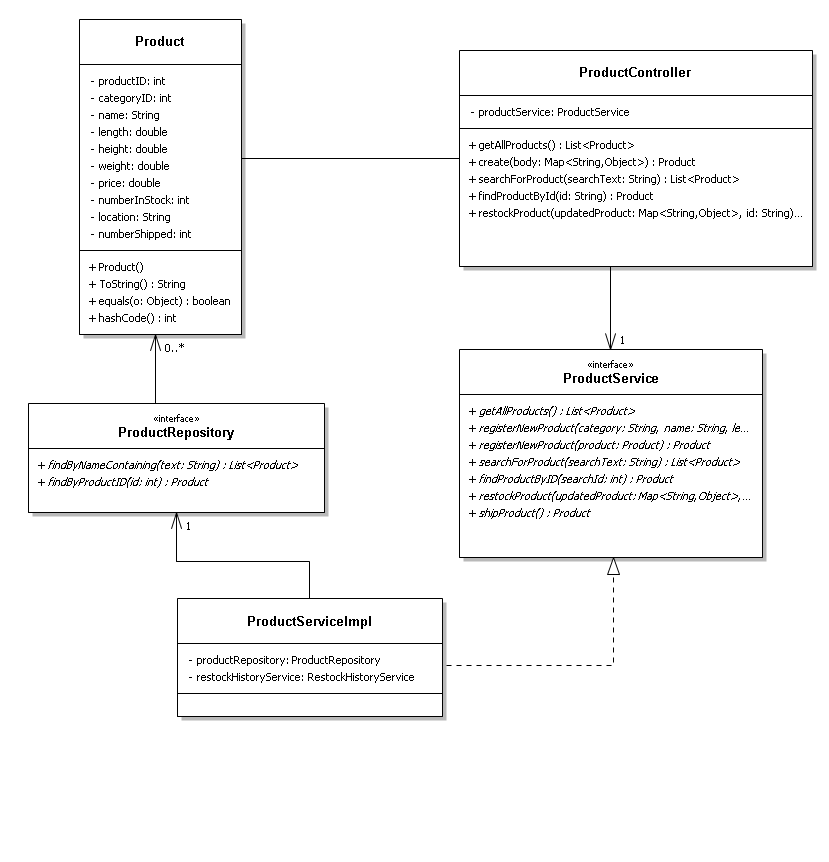 Product
- productID: int
- categoryID: int
- name: String
- length: double
- height: double
- weight: double
- price: double
- numberInStock: int
- location: String
- numberShipped: int
+ Product()
+ ToString() : String
+ equals(o: Object) : boolean
+ hashCode() : int
ProductController
- productService: ProductService
+ getAllProducts() : List<Product>
+ create(body: Map<String,Object>) : Product
+ searchForProduct(searchText: String) : List<Product>
+ findProductById(id: String) : Product
+ restockProduct(updatedProduct: Map<String,Object>, id: String)...
0..*
1
«interface»
ProductRepository
+ findByNameContaining(text: String) : List<Product>
+ findByProductID(id: int) : Product
«interface»
ProductService
+ getAllProducts() : List<Product>
+ registerNewProduct(category: String, name: String, le...
+ registerNewProduct(product: Product) : Product
+ searchForProduct(searchText: String) : List<Product>
+ findProductByID(searchId: int) : Product
+ restockProduct(updatedProduct: Map<String,Object>,...
+ shipProduct() : Product
1
ProductServiceImpl
- productRepository: ProductRepository
- restockHistoryService: RestockHistoryService